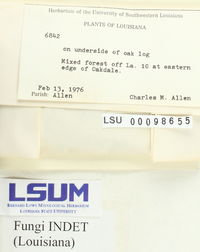 Herbarium of the University of Southwestern Louisiana
PLANTS OF LOUISIANA
6842
on underside of oak log
Mixed forest off La. 10 at eastern
edge of Oakdale.
Feb 13, 1976
Parish: Allen
Charles M. Allen
LSU 00098655
LSUM
BERNARD LOWY MYCOLOGICAL HERBARIUM
LOUISIANA STATE UNIVERSITY
Fungi INDET
(Louisiana)